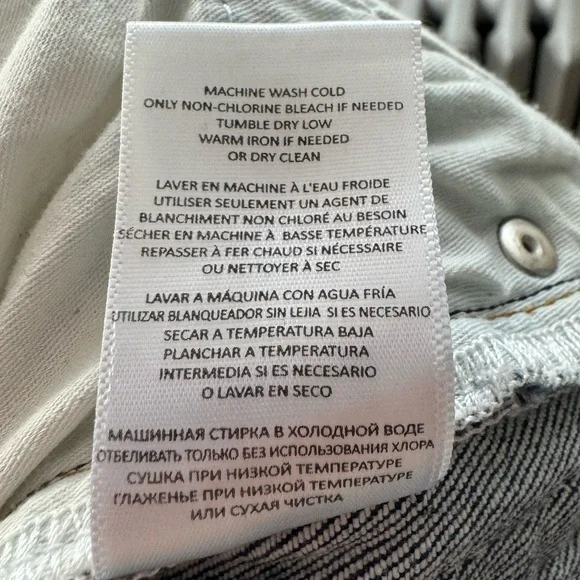 MACHINE WASH COLD
ONLY NON-CHLORINE BLEACH IF NEEDED
TUMBLE DRY LOW
WARM IRON IF NEEDED
OR DRY CLEAN
LAVER EN MACHINE À L'EAU FROIDE
UTILISER SEULEMENT UN AGENT DE
BLANCHIMENT NON CHLORÉ AU BESOIN
SÉCHER EN MACHINE À BASSE TEMPÉRATURE
REPASSER À FER CHAUD SI NÉCESSAIRE
OU NETTOYER À SEC
LAVAR A MÁQUINA CON AGUA FRÍA
UTILIZAR BLANQUEADOR SIN LEJIA SI ES NECESARIO
SECAR A TEMPERATURA BAJA
PLANCHAR A TEMPERATURA
INTERMEDIA SI ES NECESARIO
O LAVAR EN SECO
МАШИННАЯ СТИРКА В ХОЛОДНОЙ ВОДЕ
ОТБЕЛИВАТЬ ТОЛЬКО БЕЗ ИСПОЛЬЗОВАНИЯ ХЛОРА
СУШКА ПРИ НИЗКОЙ ТЕМПЕРАТУРЕ
ГЛАЖЕНЬЕ ПРИ НИЗКОЙ ТЕМПЕРАТУРЕ
ИЛИ СУХАЯ ЧИСТКА